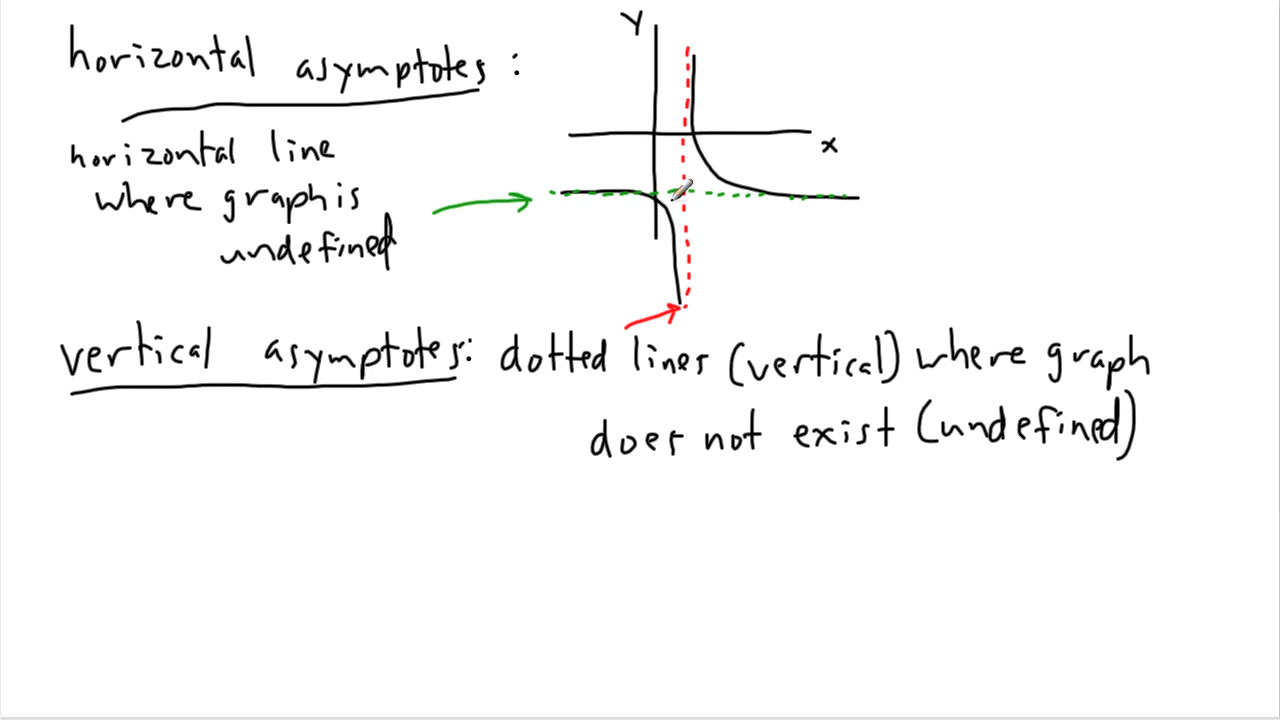 horizontal asymptotes:
Y
x
horizontal line
where graph is
undefined
vertical asymptotes: dotted lines (vertical) where graph
does not exist (undefined)